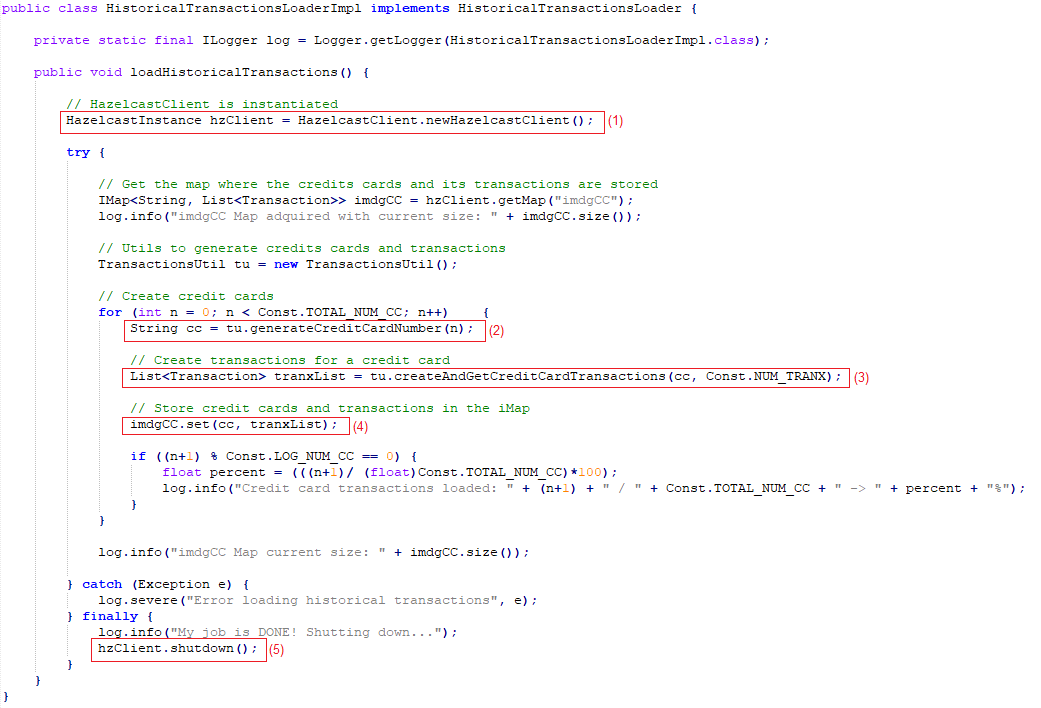 public class HistoricalTransactionsLoaderImpl implements HistoricalTransactionsLoader {
private static final ILogger log = Logger.getLogger(HistoricalTransactionsLoaderImpl.class);
public void loadHistoricalTransactions() {
// HazelcastClient is instantiated
HazelcastInstance hzClient = HazelcastClient.newHazelcastClient(); (1)
try {
// Get the map where the credits cards and its transactions are stored
IMap<String, List<Transaction>> imdgCC = hzClient.getMap("imdgCC");
log.info("imdgCC Map adquired with current size: " + imdgCC.size());
// Utils to generate credits cards and transactions
TransactionsUtil tu = new TransactionsUtil();
// Create credit cards
for (int n = 0; n < Const.TOTAL_NUM_CC; n++) {
String cc = tu.generateCreditCardNumber(n); (2)
// Create transactions for a credit card
List<Transaction> tranxList = tu.createAndGetCreditCardTransactions(cc, Const.NUM_TRANX); (3)
// Store credit cards and transactions in the iMap
imdgCC.set(cc, tranxList); (4)
if ((n+1) % Const.LOG_NUM_CC == 0) {
float percent = (((n+1)/ (float)Const.TOTAL_NUM_CC)*100);
log.info("Credit card transactions loaded: " + (n+1) + " / " + Const.TOTAL_NUM_CC + " -> " + percent + "%");
}
}
log.info("imdgCC Map current size: " + imdgCC.size());
} catch (Exception e) {
log.severe("Error loading historical transactions", e);
} finally {
log.info("My job is DONE! Shutting down...");
hzClient.shutdown(); (5)
}
}
}